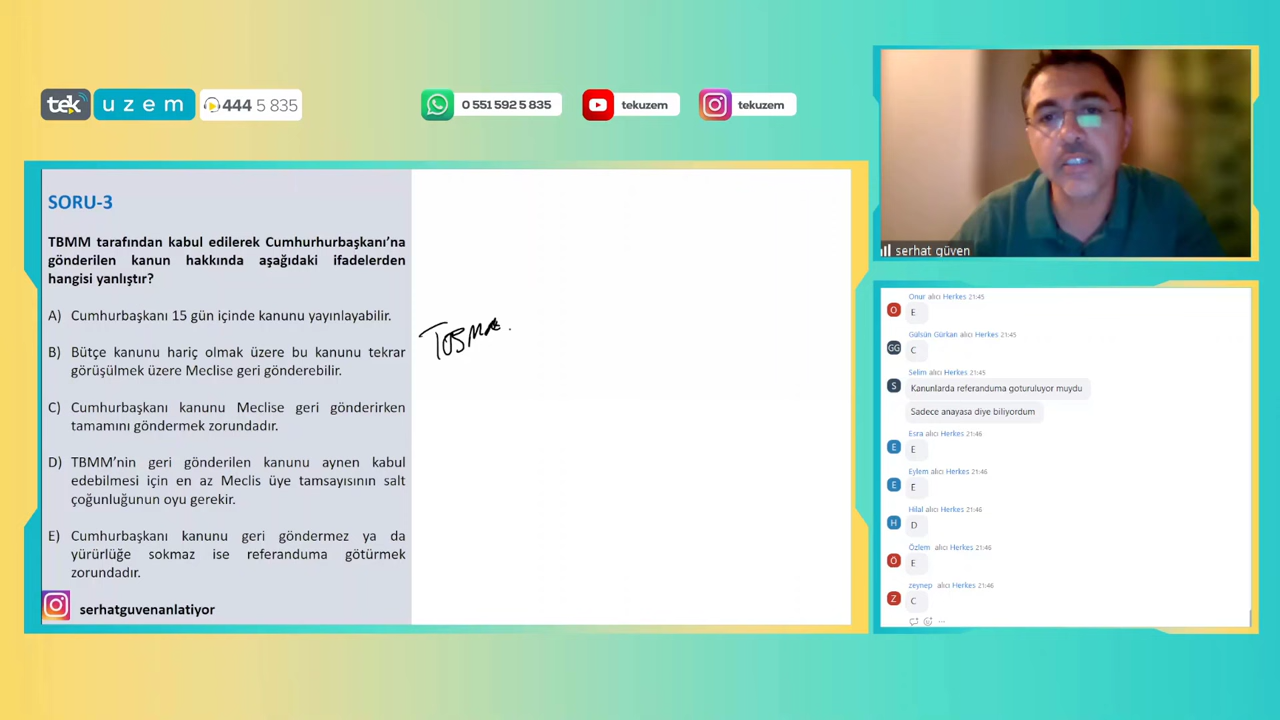 tek uzem 444 5 835
0 551 592 5 835
tekuzem
tekuzem
SORU-3
TBMM tarafından kabul edilerek Cumhurhurbaşkanı’na
gönderilen kanun hakkında aşağıdaki ifadelerden
hangisi yanlıştır?
A) Cumhurbaşkanı 15 gün içinde kanunu yayınlayabilir.
B) Bütçe kanunu hariç olmak üzere bu kanunu tekrar
görüşülmek üzere Meclise geri gönderebilir.
C) Cumhurbaşkanı kanunu Meclise geri gönderirken
tamamını göndermek zorundadır.
D) TBMM’nin geri gönderilen kanunu aynen kabul
edebilmesi için en az Meclis üye tamsayısının salt
çoğunluğunun oyu gerekir.
E) Cumhurbaşkanı kanunu geri göndermez ya da
yürürlüğe sokmaz ise referanduma götürmek
zorundadır.
serhatguvenanlatiyor
serhat güven
Onur alıcı Herkes 21:45
O E
Gülsün Gürkan alıcı Herkes 21:45
GG C
Selim alıcı Herkes 21:45
S Kanunlarda referanduma goturuluyor muydu
Sadece anayasa diye biliyordum
Esra alıcı Herkes 21:46
E E
Eylem alıcı Herkes 21:46
E E
Hilal alıcı Herkes 21:46
H D
Özlem alıcı Herkes 21:46
Ö E
zeynep alıcı Herkes 21:46
Z C